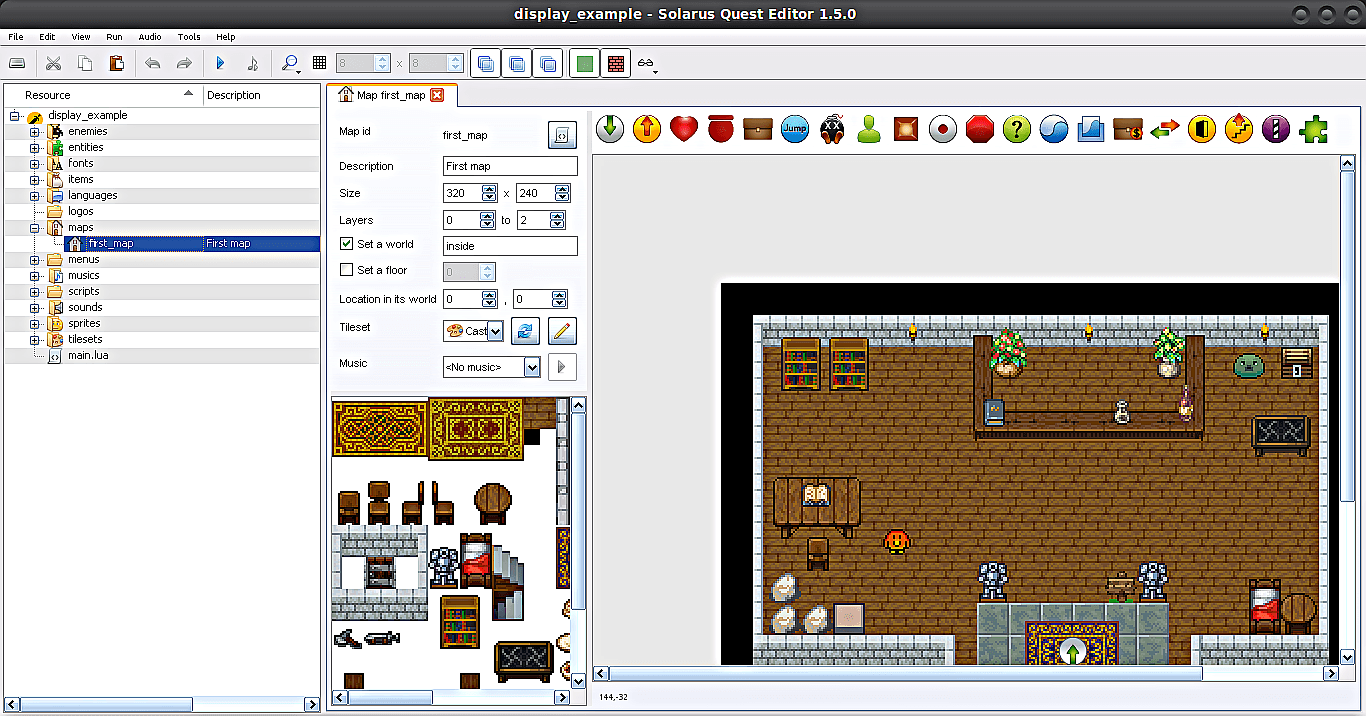 display_example - Solarus Quest Editor 1.5.0
File Edit View Run Audio Tools Help
8 x 8
Resource Description
display_example
enemies
entities
fonts
items
languages
logos
maps
first_map First map
menus
musics
scripts
sounds
sprites
tilesets
main.lua
Map first_map
Map id first_map
Description First map
Size 320 x 240
Layers 0 to 2
Set a world inside
Set a floor 0
Location in its world 0 , 0
Tileset Cast
Music <No music>
Jump
?
$
144,-32